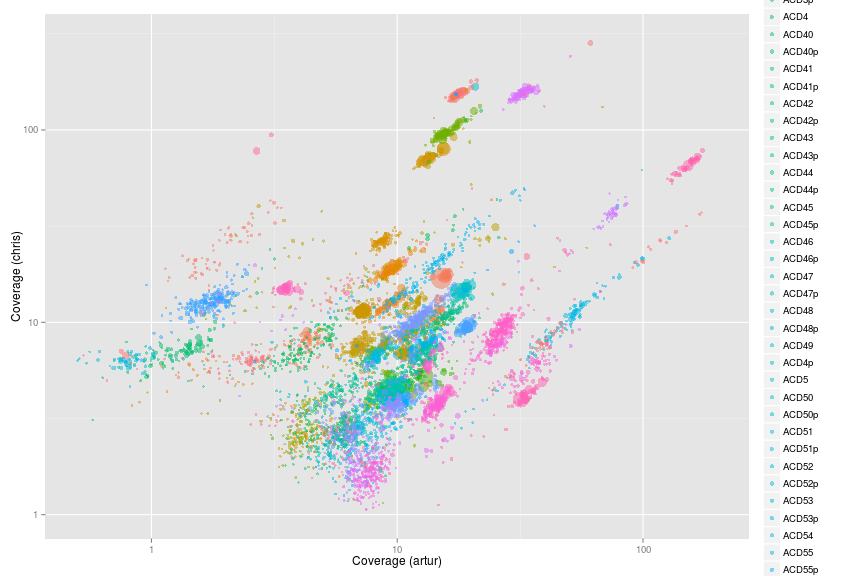 ACD3p
ACD4
ACD40
ACD40p
ACD41
ACD41p
ACD42
ACD42p
ACD43
ACD43p
ACD44
ACD44p
ACD45
ACD45p
ACD46
ACD46p
ACD47
ACD47p
ACD48
ACD48p
ACD49
ACD4p
ACD5
ACD50
ACD50p
ACD51
ACD51p
ACD52
ACD52p
ACD53
ACD53p
ACD54
ACD55
ACD55p
100
10
1
Coverage (chris)
1
10
100
Coverage (artur)